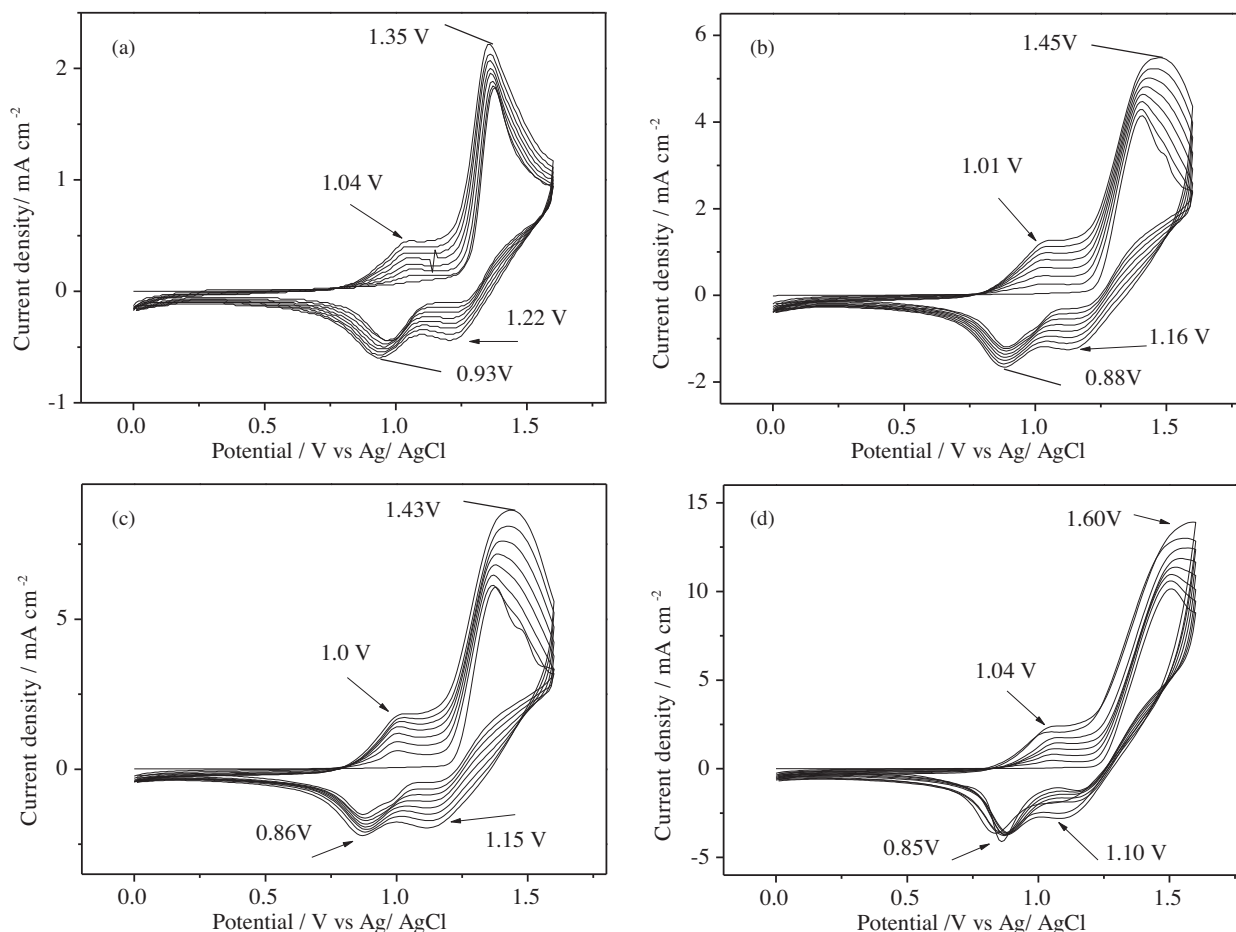 (a)
1.35 V
1.04 V
1.22 V
0.93V
2
1
0
-1
0.0 0.5 1.0 1.5
Current density/ mA cm⁻²
Potential / V vs Ag/ AgCl
(b)
1.45V
1.01 V
1.16 V
0.88V
6
4
2
0
-2
0.0 0.5 1.0 1.5
Current density / mA cm⁻²
Potential / V vs Ag/ AgCl
(c)
1.43V
1.0 V
0.86V
1.15 V
5
0
0.0 0.5 1.0 1.5
Current density / mA cm⁻²
Potential / V vs Ag/ AgCl
(d)
1.60V
1.04 V
0.85V
1.10 V
15
10
5
0
-5
0.0 0.5 1.0 1.5
Current density / mA cm⁻²
Potential / V vs Ag/ AgCl